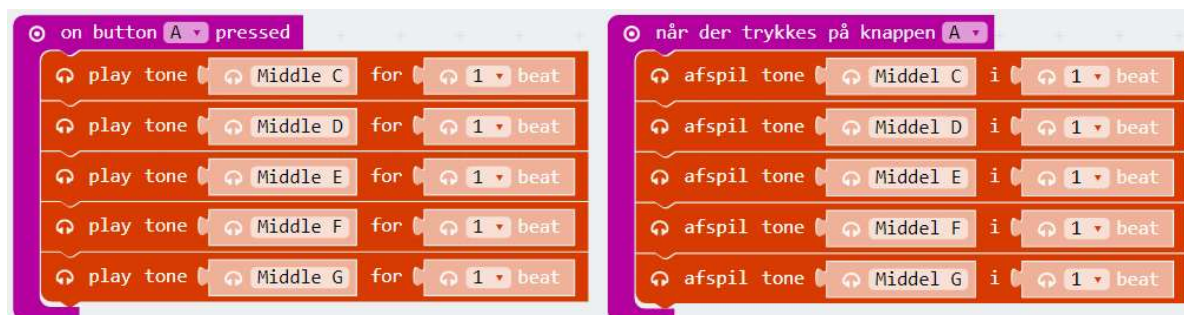 on button A pressed
play tone Middle C for 1 beat
play tone Middle D for 1 beat
play tone Middle E for 1 beat
play tone Middle F for 1 beat
play tone Middle G for 1 beat
når der trykkes på knappen A
afspil tone Middel C i 1 beat
afspil tone Middel D i 1 beat
afspil tone Middel E i 1 beat
afspil tone Middel F i 1 beat
afspil tone Middel G i 1 beat